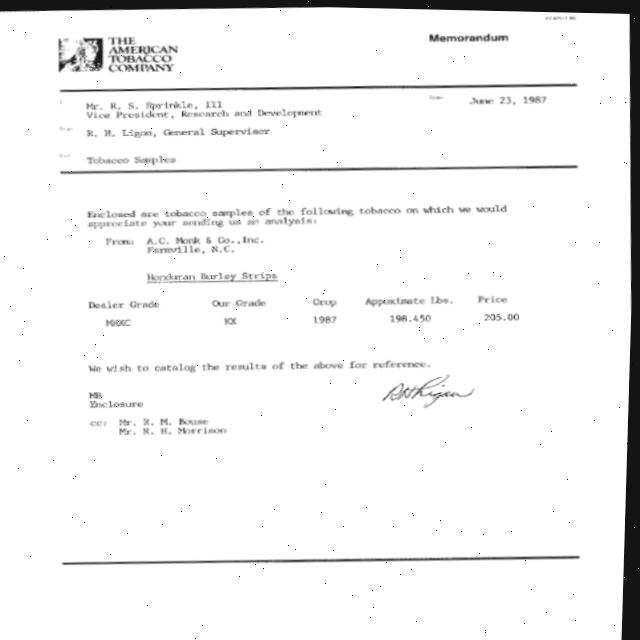 THE
AMERICAN
TOBACCO
COMPANY
Memorandum
June 23, 1987
Mr. R. S. Sprinkle, III
Vice President, Research and Development
R. H. Ligon, General Supervisor
Tobacco Samples
Enclosed are tobacco samples of the following tobacco on which we would
appreciate your sending us an analysis:
From: A.C. Monk & Co., Inc.
Farmville, N.C.
Honduran Burley Strips
Dealer Grade Our Grade Crop Approximate lbs. Price
KX 1987 198,450 205.00
We wish to catalog the results of the above for reference.
MB
Enclosure
RHLigon
cc: Mr. R. M. Bouse
Mr. R. H. Morrison